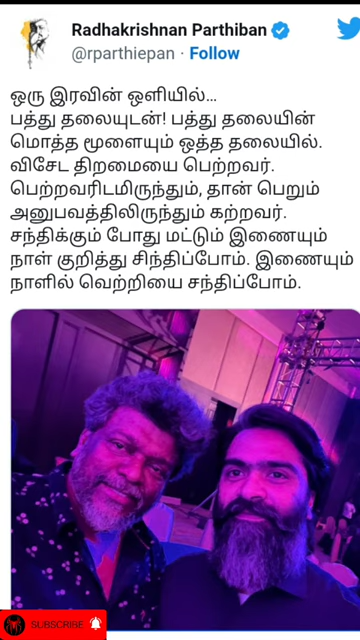 Radhakrishnan Parthiban
@rparthiepan · Follow
ஒரு இரவின் ஒளியில்...
பத்து தலையுடன்! பத்து தலையின்
மொத்த மூளையும் ஒத்த தலையில்.
விசேட திறமையை பெற்றவர்.
பெற்றவரிடமிருந்தும், தான் பெறும்
அனுபவத்திலிருந்தும் கற்றவர்.
சந்திக்கும் போது மட்டும் இணையும்
நாள் குறித்து சிந்திப்போம். இணையும்
நாளில் வெற்றியை சந்திப்போம்.
SUBSCRIBE